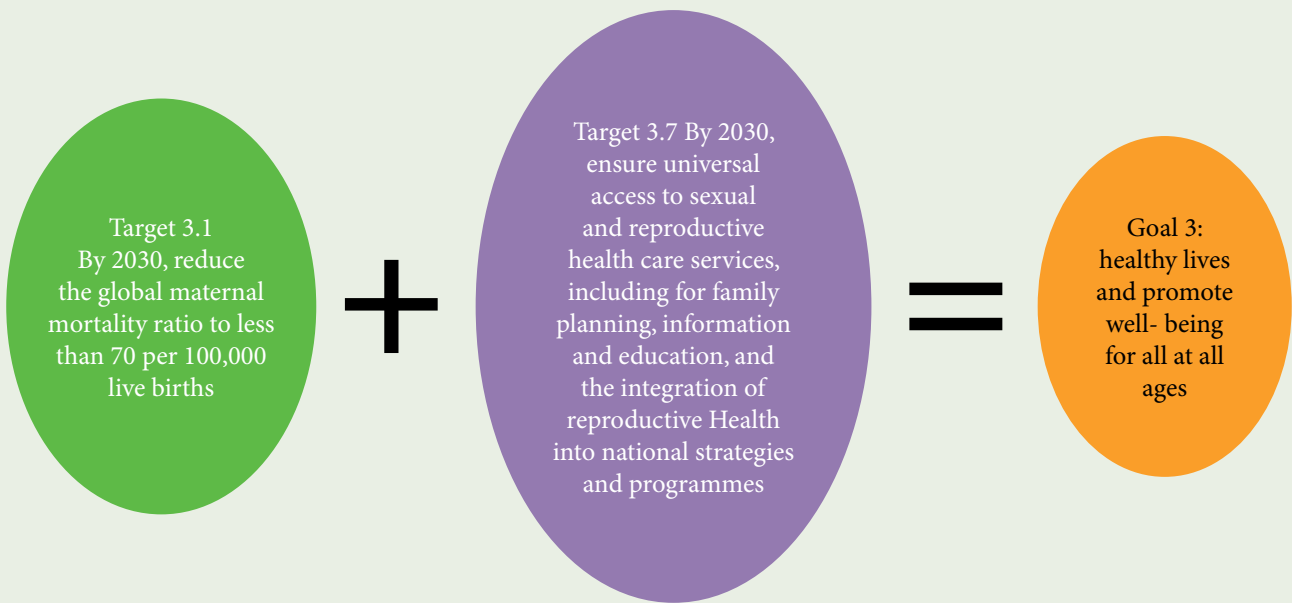 Target 3.1
By 2030, reduce
the global maternal
mortality ratio to less
than 70 per 100,000
live births
+
Target 3.7 By 2030,
ensure universal
access to sexual
and reproductive
health care services,
including for family
planning, information
and education, and
the integration of
reproductive Health
into national strategies
and programmes
=
Goal 3:
healthy lives
and promote
well- being
for all at all
ages